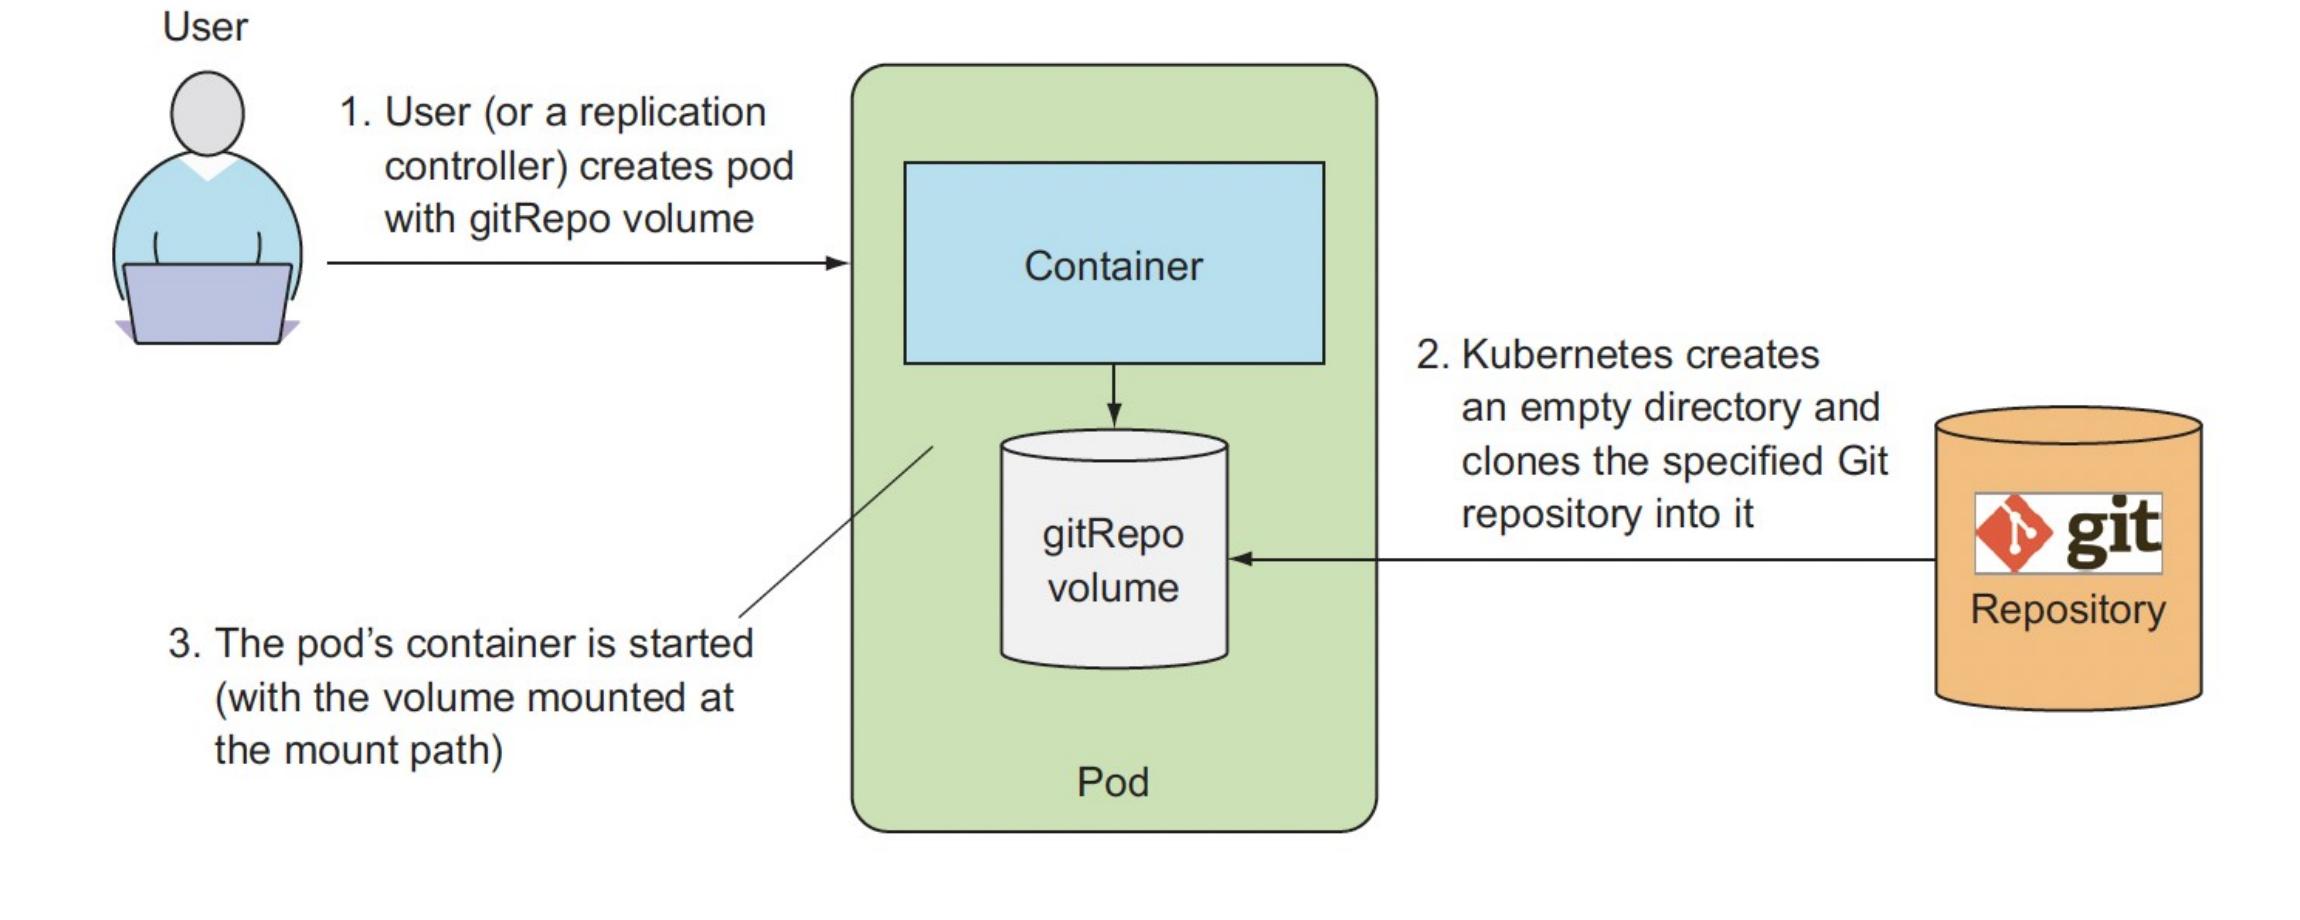 User
1. User (or a replication
controller) creates pod
with gitRepo volume
Container
2. Kubernetes creates
an empty directory and
clones the specified Git
repository into it
gitRepo
volume
git
Repository
3. The pod’s container is started
(with the volume mounted at
the mount path)
Pod